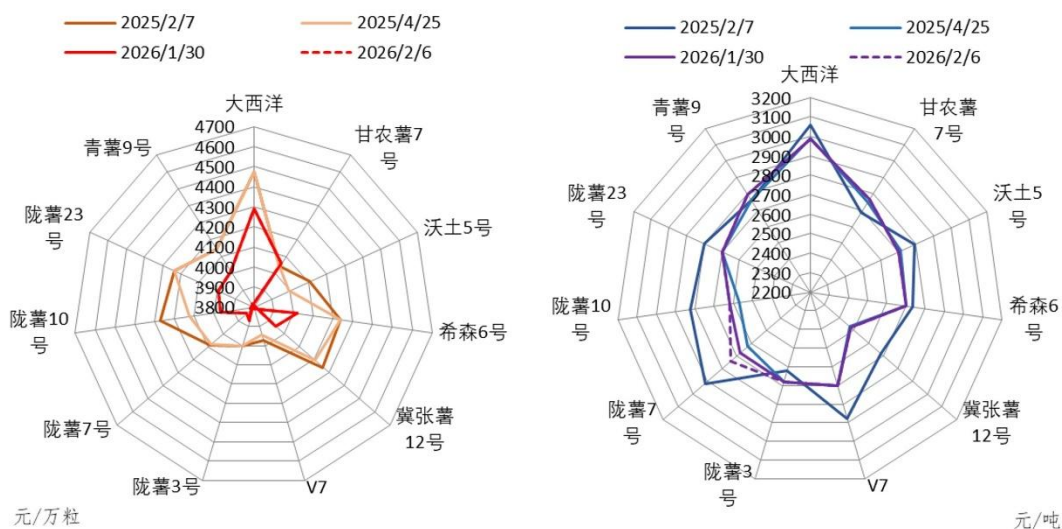 2025/2/7
2025/4/25
2026/1/30
2026/2/6
大西洋
甘农薯7
号
沃土5号
希森6号
冀张薯
12号
V7
陇薯3号
陇薯7号
陇薯10
号
陇薯23
号
青薯9号
4700
4600
4500
4400
4300
4200
4100
4000
3900
3800
元/万粒
2025/2/7
2025/4/25
2026/1/30
2026/2/6
大西洋
甘农薯
7号
沃土5
号
希森6
号
冀张薯
12号
V7
陇薯3
号
陇薯7
号
陇薯10
号
陇薯23
号
青薯9
号
3200
3100
3000
2900
2800
2700
2600
2500
2400
2300
2200
元/吨